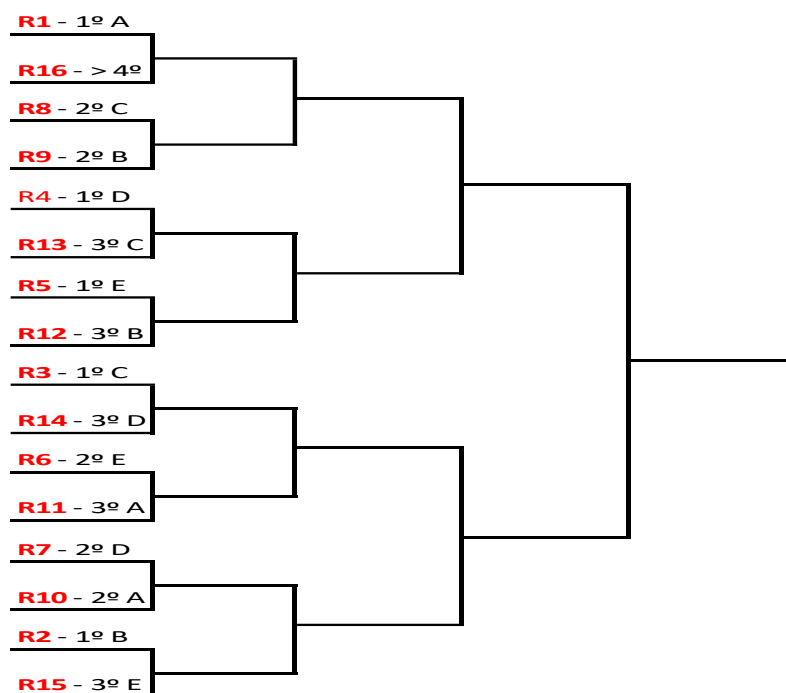 R1 - 1º A
R16 - > 4º
R8 - 2º C
R9 - 2º B
R4 - 1º D
R13 - 3º C
R5 - 1º E
R12 - 3º B
R3 - 1º C
R14 - 3º D
R6 - 2º E
R11 - 3º A
R7 - 2º D
R10 - 2º A
R2 - 1º B
R15 - 3º E